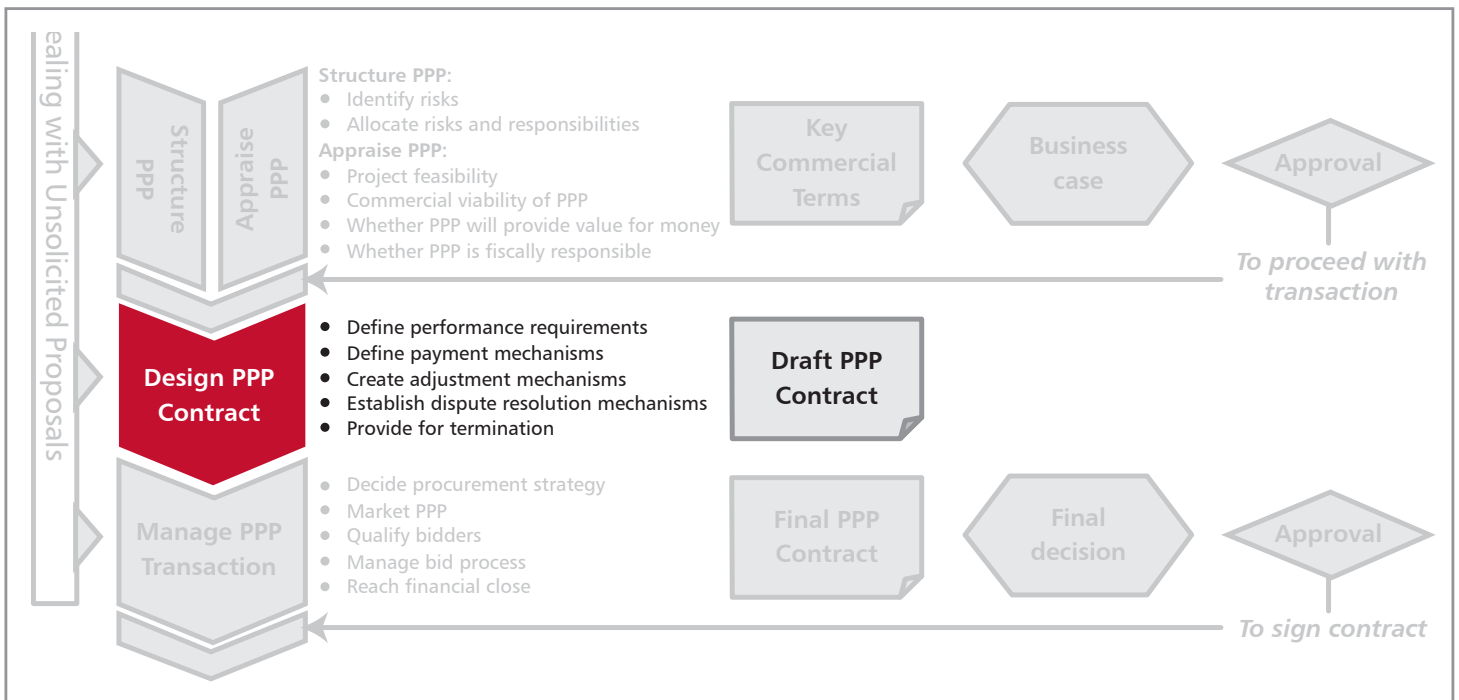 ealing with Unsolicited Proposals
Structure
PPP
Appraise
PPP
Structure PPP:
• Identify risks
• Allocate risks and responsibilities
Appraise PPP:
• Project feasibility
• Commercial viability of PPP
• Whether PPP will provide value for money
• Whether PPP is fiscally responsible
Key
Commercial
Terms
Business
case
Approval
To proceed with
transaction
Design PPP
Contract
• Define performance requirements
• Define payment mechanisms
• Create adjustment mechanisms
• Establish dispute resolution mechanisms
• Provide for termination
Draft PPP
Contract
Manage PPP
Transaction
• Decide procurement strategy
• Market PPP
• Qualify bidders
• Manage bid process
• Reach financial close
Final PPP
Contract
Final
decision
Approval
To sign contract